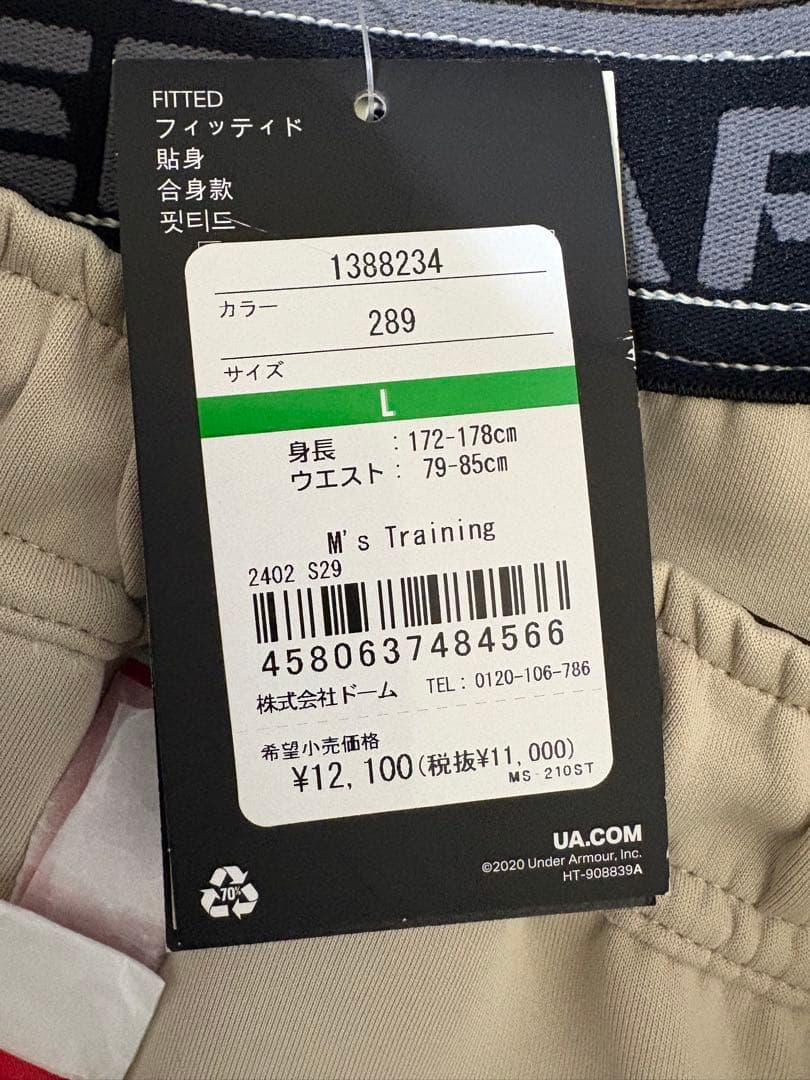 FITTED
フィッティド
貼身
合身款
핏티드
1388234
カラー
289
サイズ
L
身長 : 172-178cm
ウエスト : 79-85cm
M's Training
2402 S29
4580637484566
株式会社ドーム TEL: 0120-106-786
希望小売価格
¥12,100(税抜¥11,000)
MS-210ST
UA.COM
©2020 Under Armour, Inc.
HT-908839A
70%